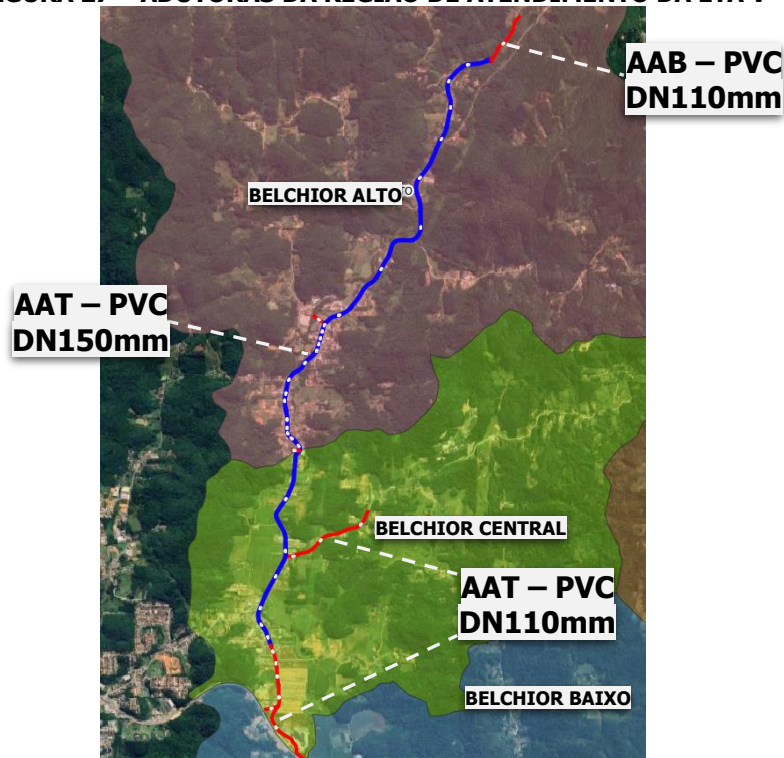 AAB – PVC
DN110mm
BELCHIOR ALTO
AAT – PVC
DN150mm
BELCHIOR CENTRAL
AAT – PVC
DN110mm
BELCHIOR BAIXO